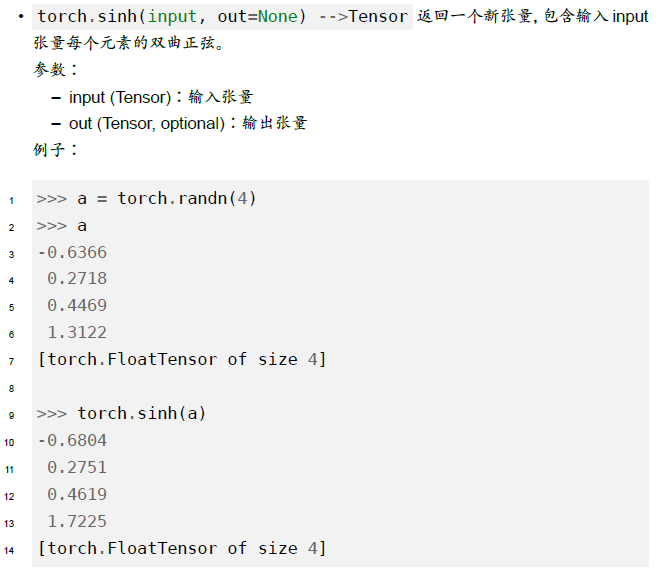 • torch.sinh(input, out=None) -->Tensor 返回一个新张量, 包含输入 input
张量每个元素的双曲正弦。
参数：
– input (Tensor)：输入张量
– out (Tensor, optional)：输出张量
例子：
1 >>> a = torch.randn(4)
2 >>> a
3 -0.6366
4 0.2718
5 0.4469
6 1.3122
7 [torch.FloatTensor of size 4]
8
9 >>> torch.sinh(a)
10 -0.6804
11 0.2751
12 0.4619
13 1.7225
14 [torch.FloatTensor of size 4]